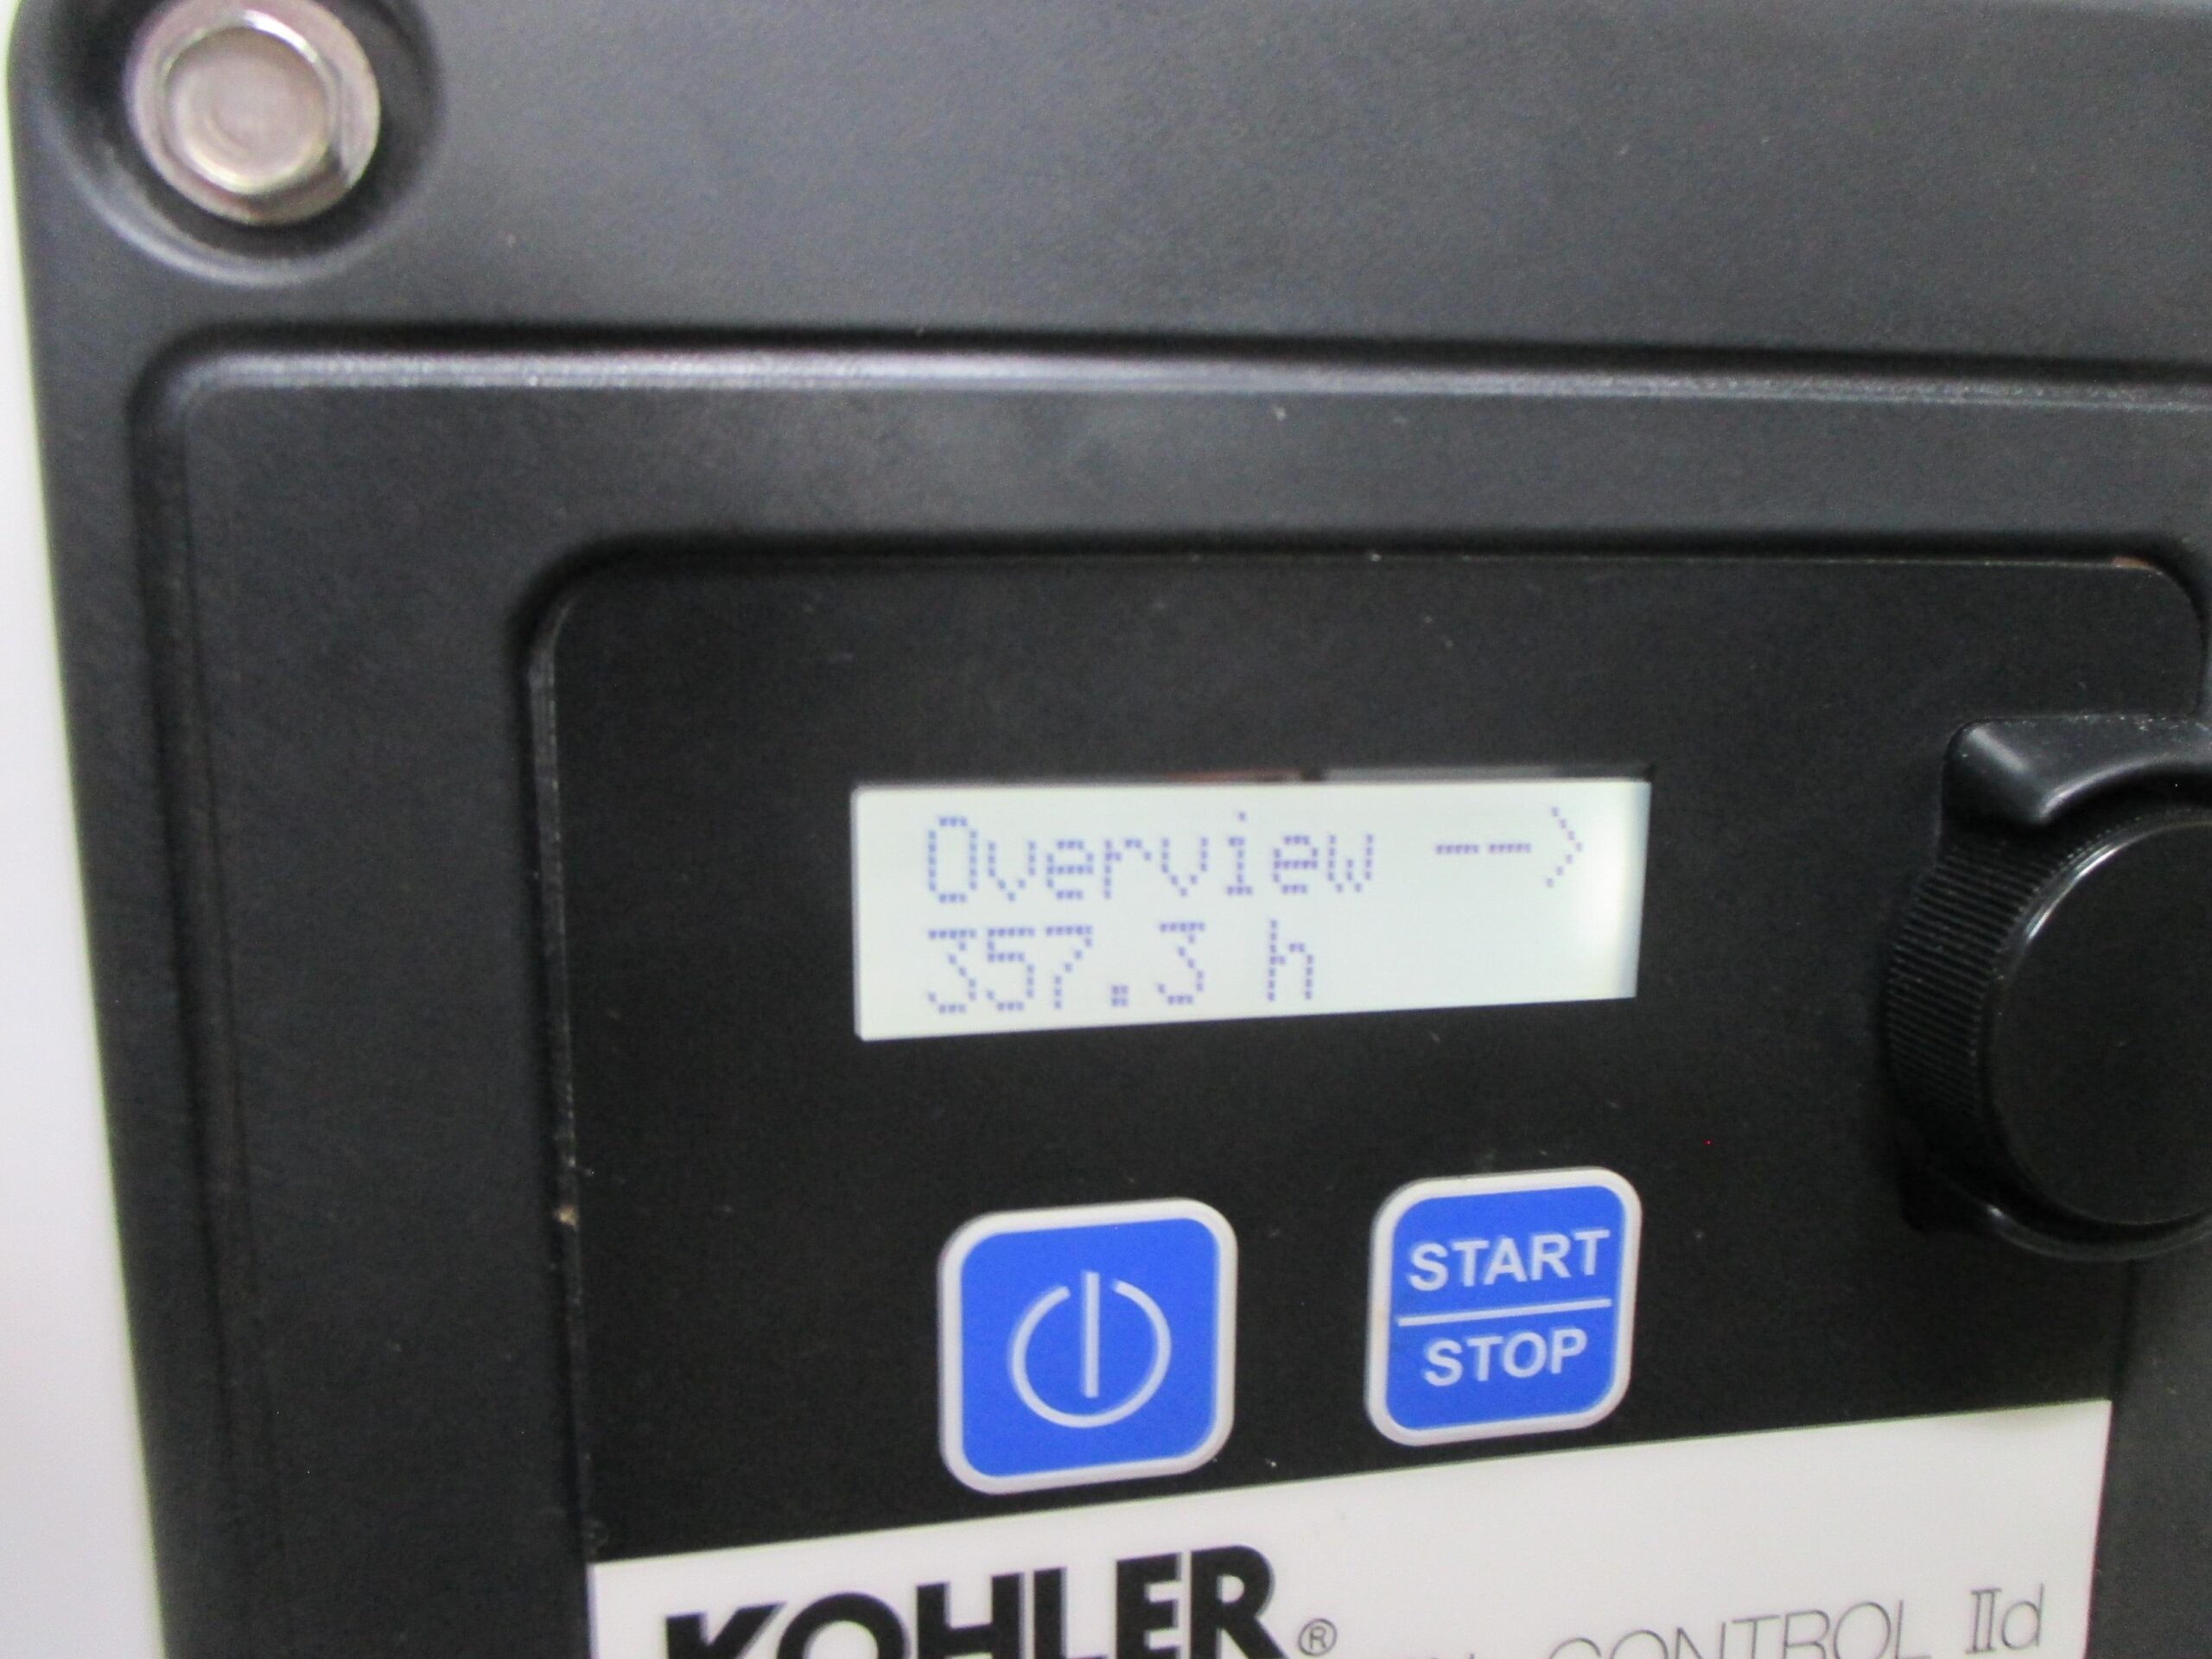 Overview -->
357.3 h
START
STOP
KOHLER®
CONTROL IId